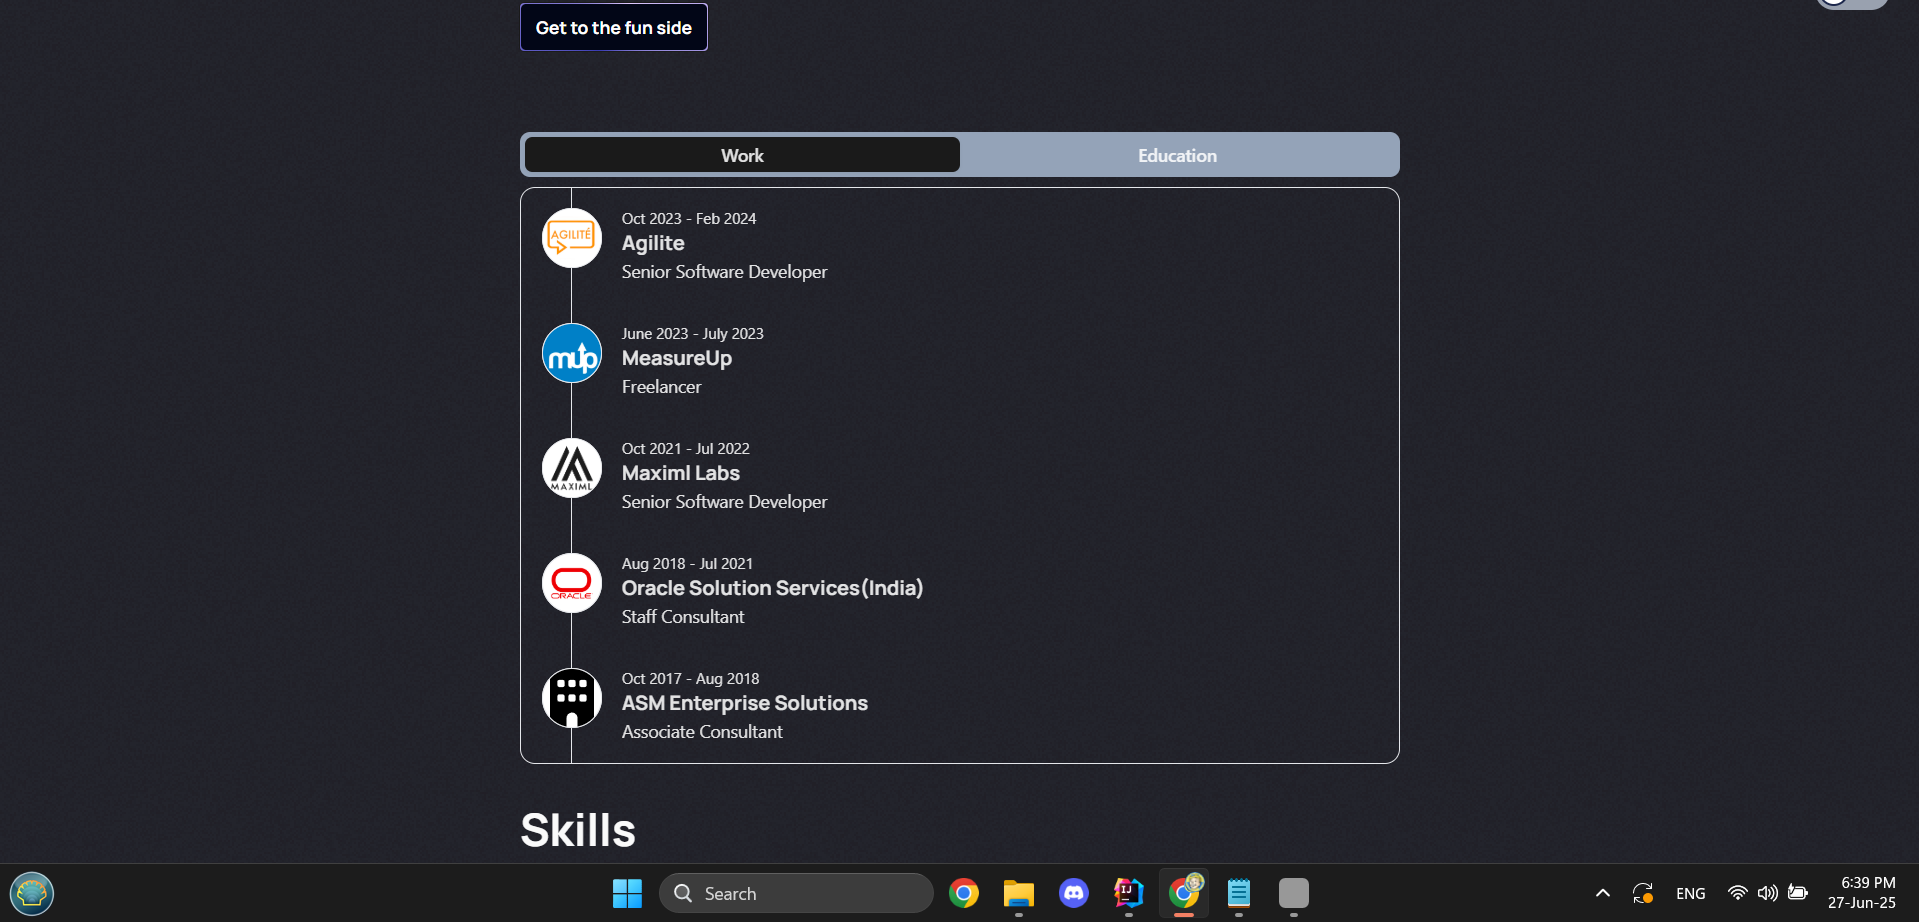 Get to the fun side
Work
Education
AGILITÉ
Oct 2023 - Feb 2024
Agilite
Senior Software Developer
mup
June 2023 - July 2023
MeasureUp
Freelancer
MAXIML
Oct 2021 - Jul 2022
Maximl Labs
Senior Software Developer
ORACLE
Aug 2018 - Jul 2021
Oracle Solution Services(India)
Staff Consultant
Oct 2017 - Aug 2018
ASM Enterprise Solutions
Associate Consultant
Skills
Search
IJ
ENG
6:39 PM
27-Jun-25